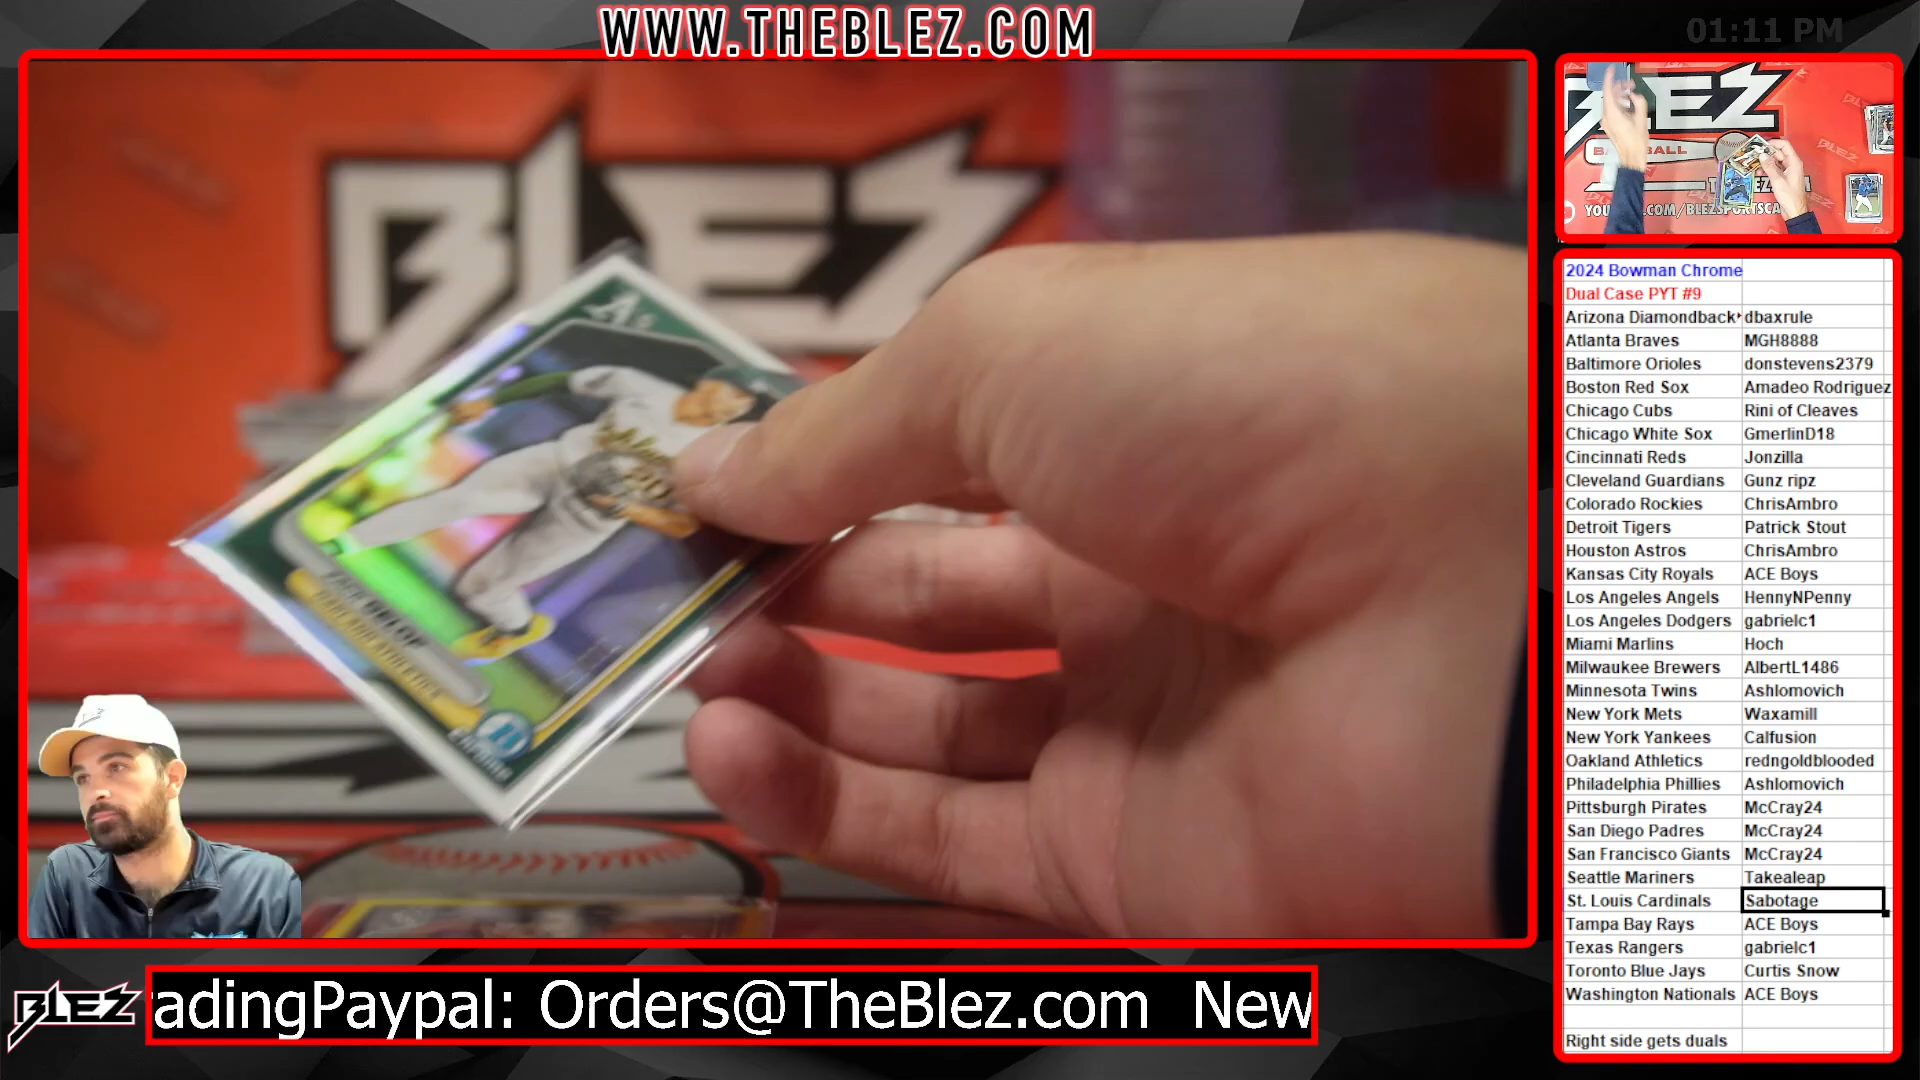 WWW.THEBLEZ.COM
01:11 PM
BLEZ
A's
OAKLAND ATHLETICS
B
CHROME
BLEZ
BLEZ
2024 Bowman Chrome
Dual Case PYT #9
Arizona Diamondback dbaxrule
Atlanta Braves MGH8888
Baltimore Orioles donstevens2379
Boston Red Sox Amadeo Rodriguez
Chicago Cubs Rini of Cleaves
Chicago White Sox GmerlinD18
Cincinnati Reds Jonzilla
Cleveland Guardians Gunz ripz
Colorado Rockies ChrisAmbro
Detroit Tigers Patrick Stout
Houston Astros ChrisAmbro
Kansas City Royals ACE Boys
Los Angeles Angels HennyNPenny
Los Angeles Dodgers gabrielc1
Miami Marlins Hoch
Milwaukee Brewers AlbertL1486
Minnesota Twins Ashlomovich
New York Mets Waxamill
New York Yankees Calfusion
Oakland Athletics redngoldblooded
Philadelphia Phillies Ashlomovich
Pittsburgh Pirates McCray24
San Diego Padres McCray24
San Francisco Giants McCray24
Seattle Mariners Takealeap
St. Louis Cardinals Sabotage
Tampa Bay Rays ACE Boys
Texas Rangers gabrielc1
Toronto Blue Jays Curtis Snow
Washington Nationals ACE Boys
Right side gets duals
BLEZ
adingPaypal: Orders@TheBlez.com New